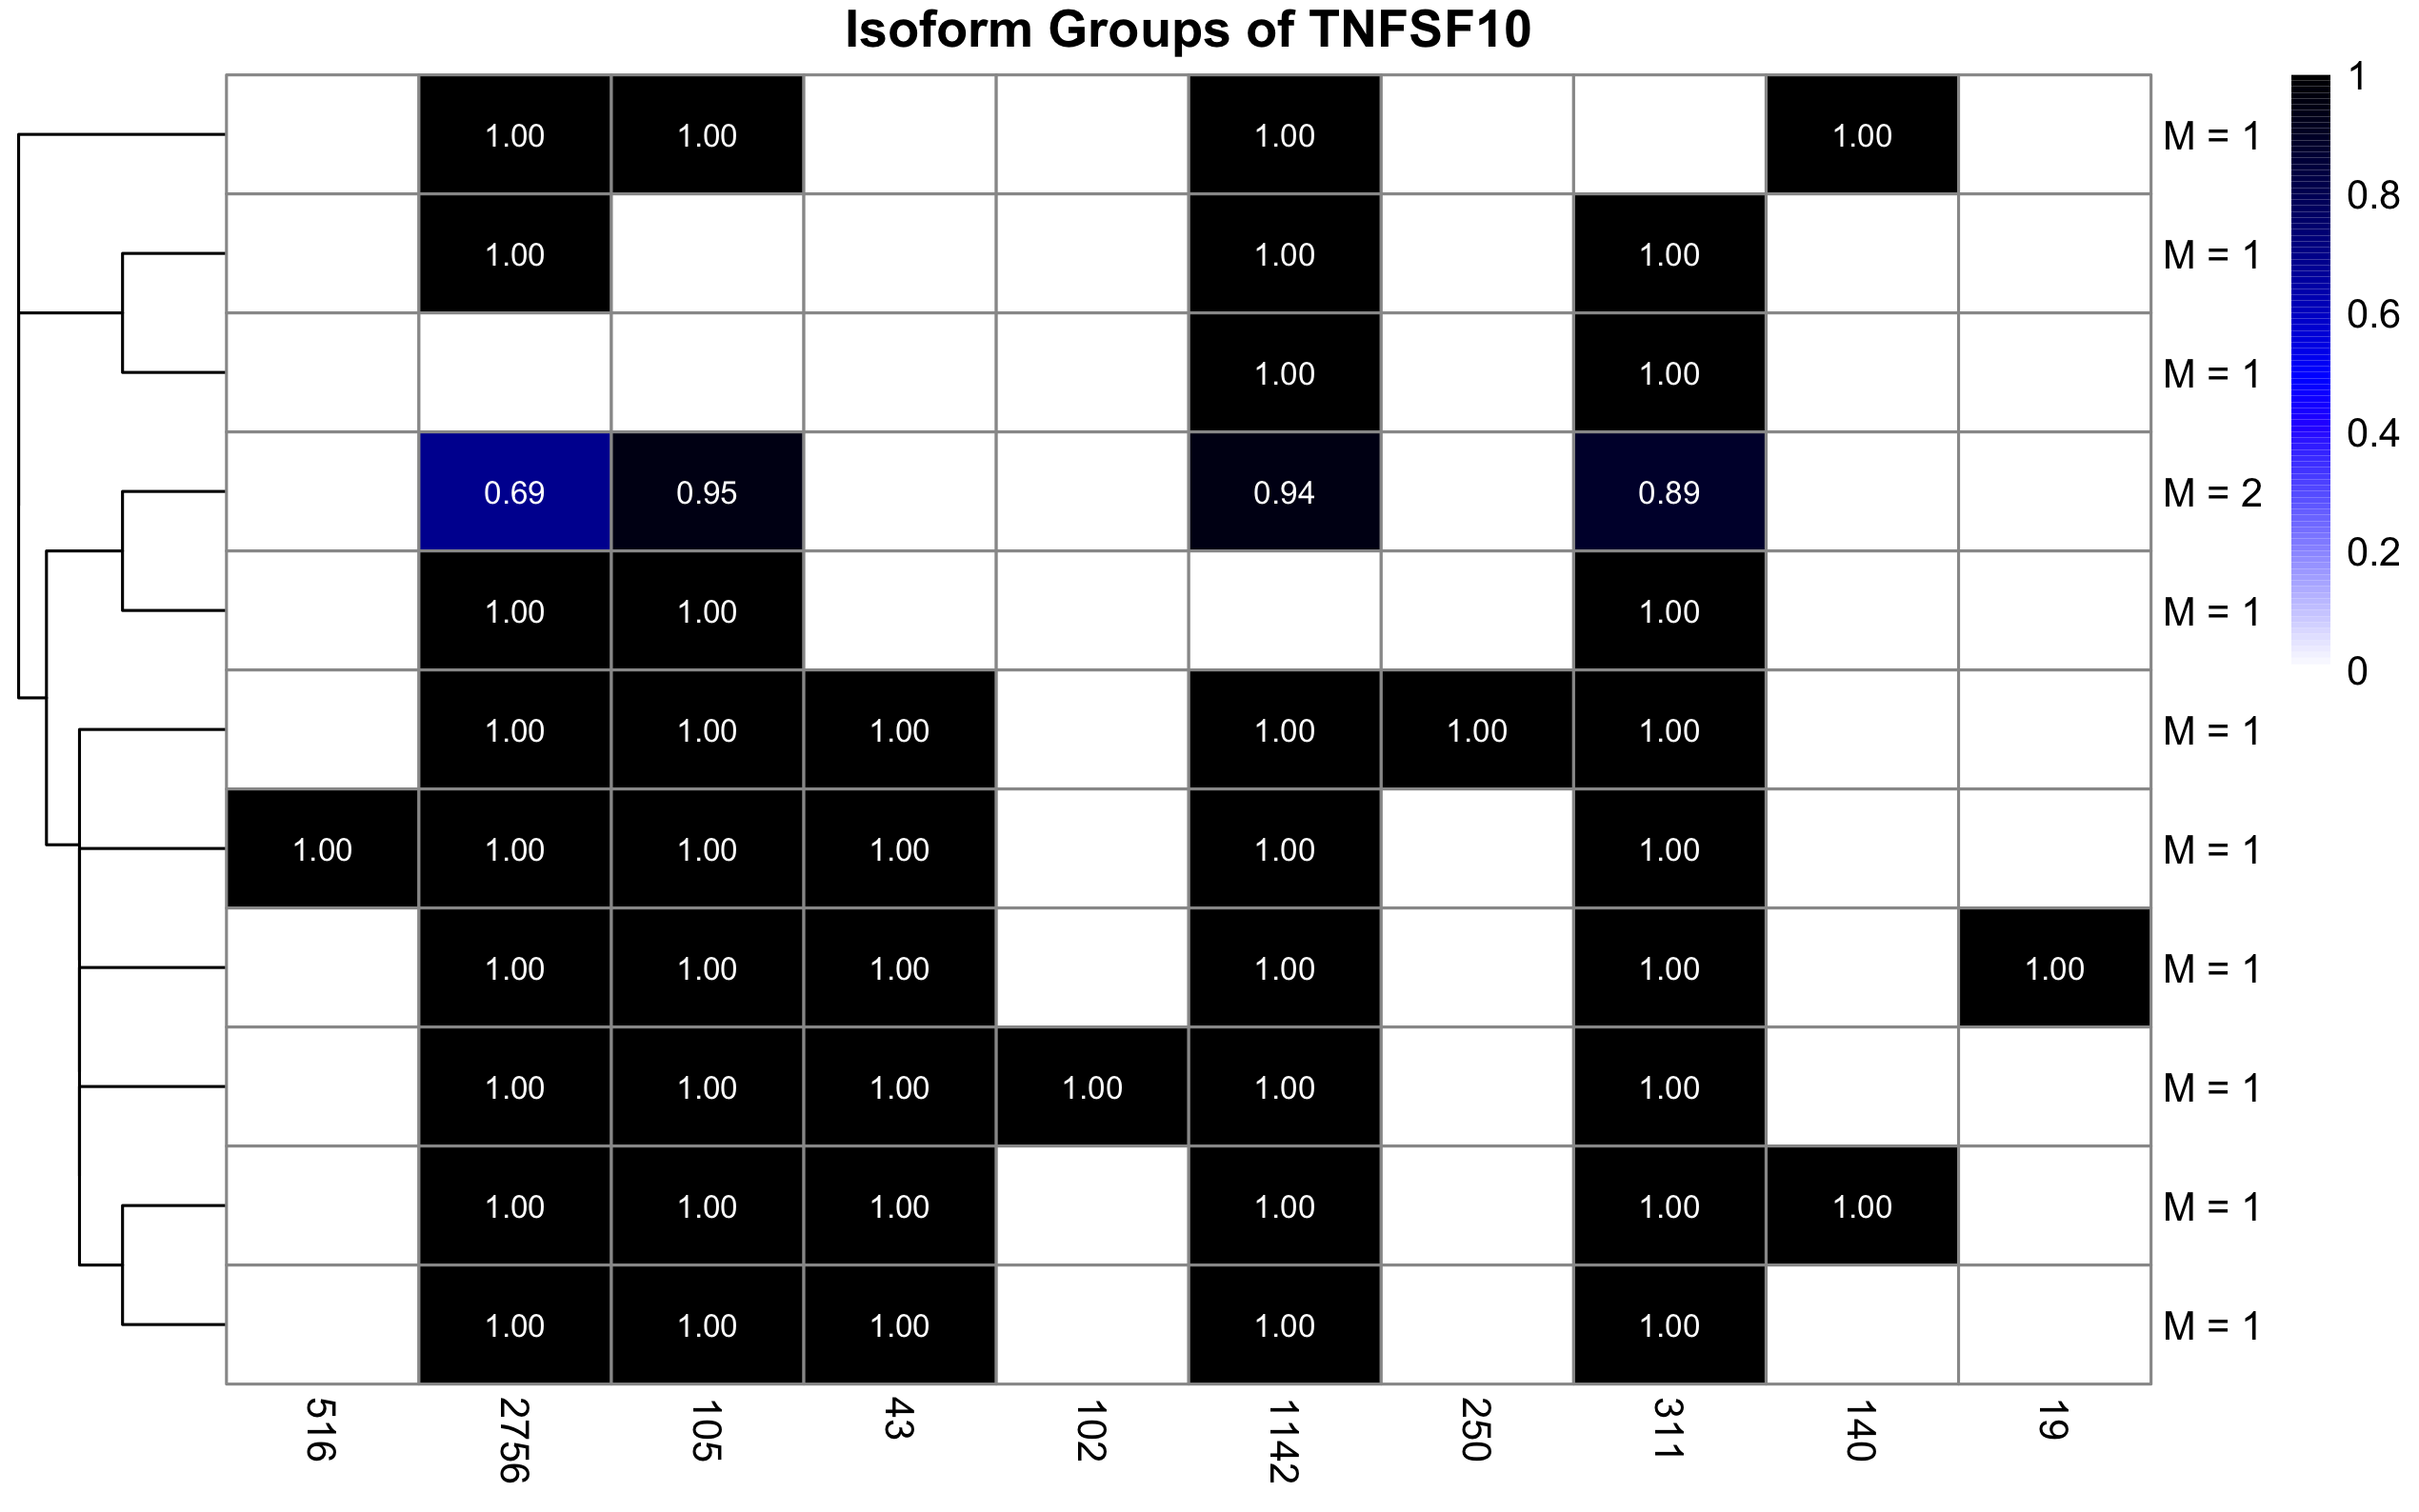 Isoform Groups of TNFSF10
1.00 1.00 1.00 1.00 M = 1
1.00 1.00 1.00 M = 1
1.00 1.00 M = 1
0.69 0.95 0.94 0.89 M = 2
1.00 1.00 1.00 M = 1
1.00 1.00 1.00 1.00 1.00 1.00 M = 1
1.00 1.00 1.00 1.00 1.00 1.00 M = 1
1.00 1.00 1.00 1.00 1.00 1.00 M = 1
1.00 1.00 1.00 1.00 1.00 1.00 M = 1
1.00 1.00 1.00 1.00 1.00 1.00 M = 1
1.00 1.00 1.00 1.00 1.00 M = 1
516 2756 105 43 102 1142 250 311 140 19
1
0.8
0.6
0.4
0.2
0